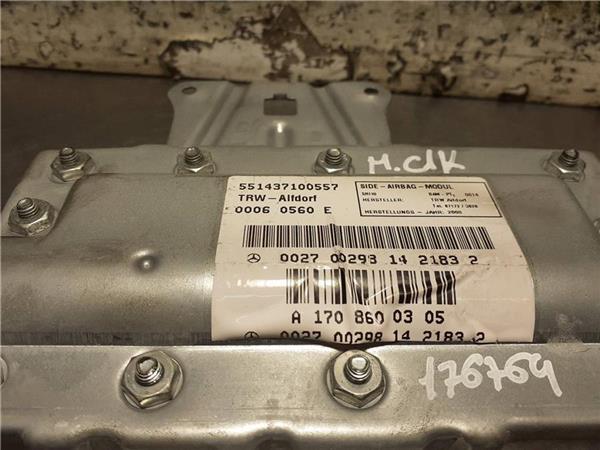 M.CLK
551437100557
TRW-Alfdorf
0006 0560 E
SIDE-AIRBAG-MODUL
HERSTELLER: TRW Alfdorf
HERSTELLUNGS - JAHR: 2000
0027 00298 14 2183 2
A 170 860 03 05
0027 00298 14 2183 2
176764